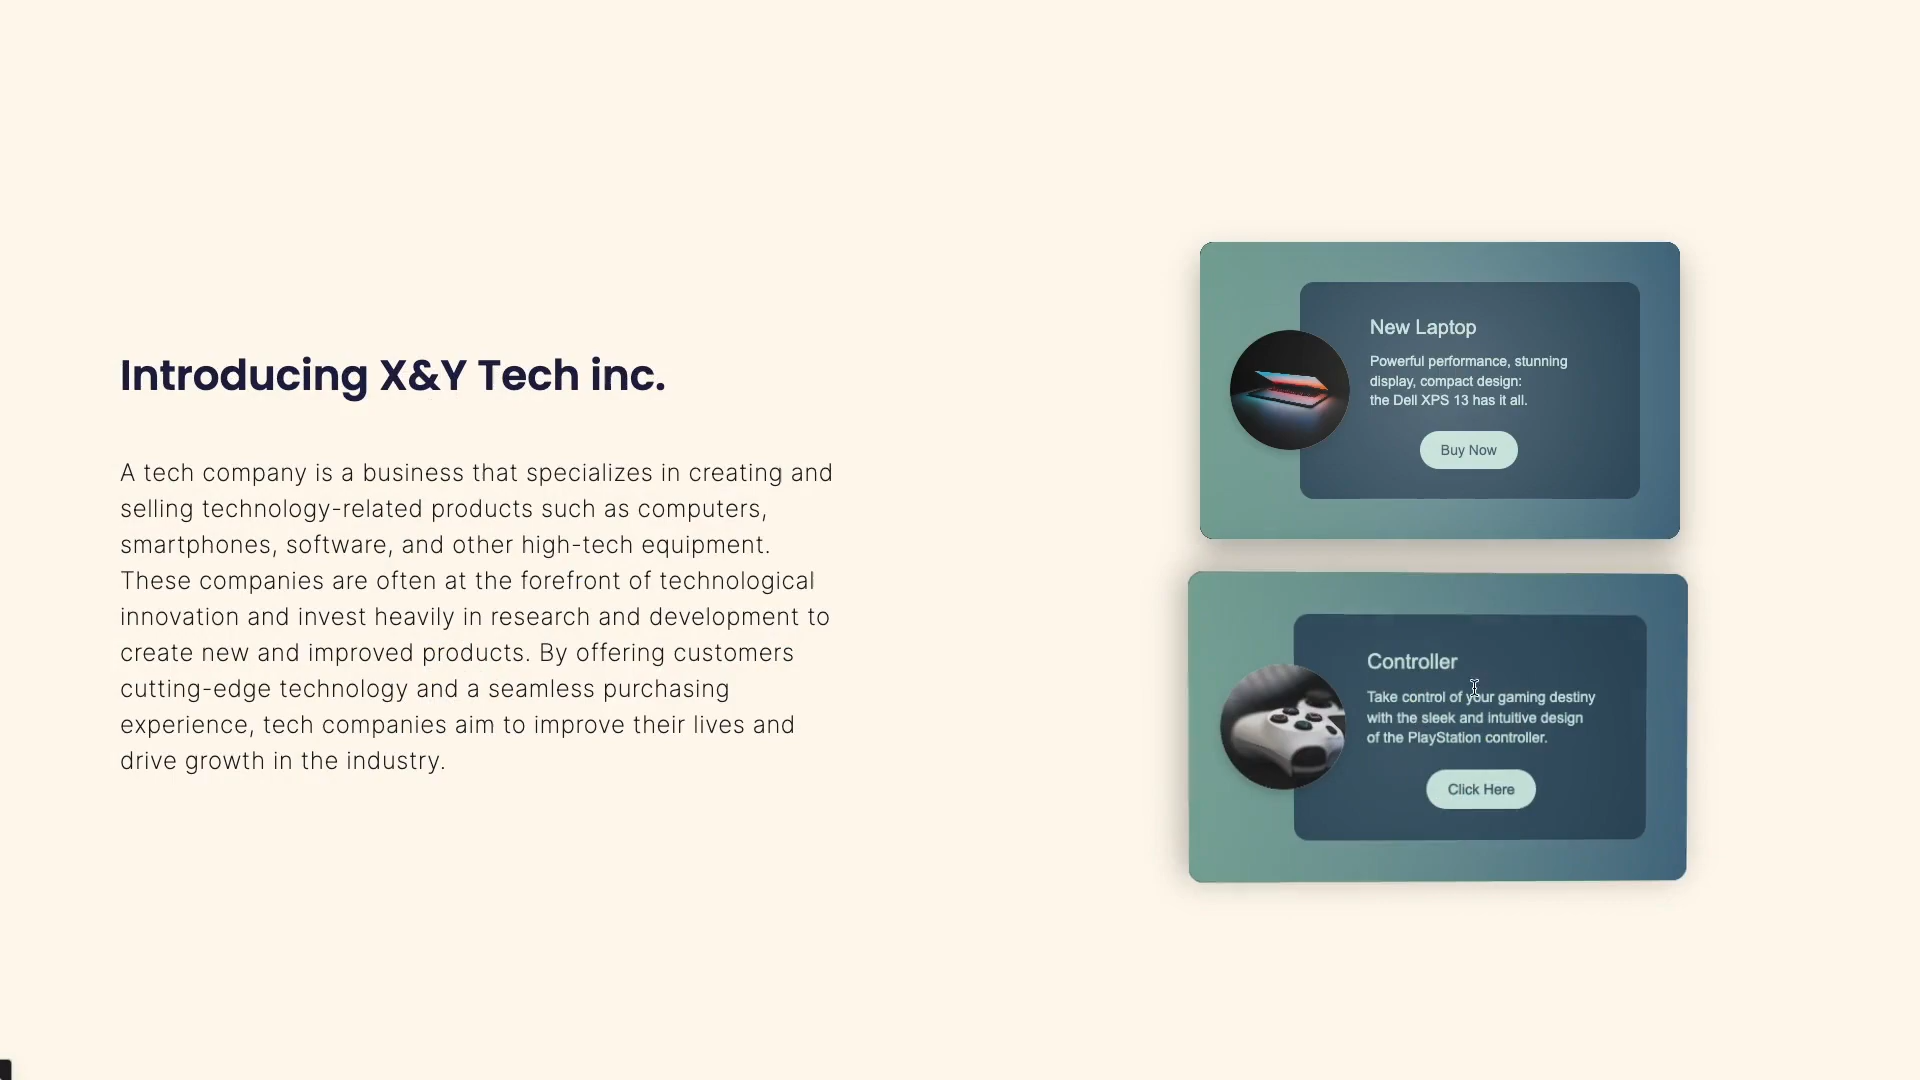 Introducing X&Y Tech inc.
A tech company is a business that specializes in creating and
selling technology-related products such as computers,
smartphones, software, and other high-tech equipment.
These companies are often at the forefront of technological
innovation and invest heavily in research and development to
create new and improved products. By offering customers
cutting-edge technology and a seamless purchasing
experience, tech companies aim to improve their lives and
drive growth in the industry.
New Laptop
Powerful performance, stunning
display, compact design:
the Dell XPS 13 has it all.
Buy Now
Controller
Take control of your gaming destiny
with the sleek and intuitive design
of the PlayStation controller.
Click Here